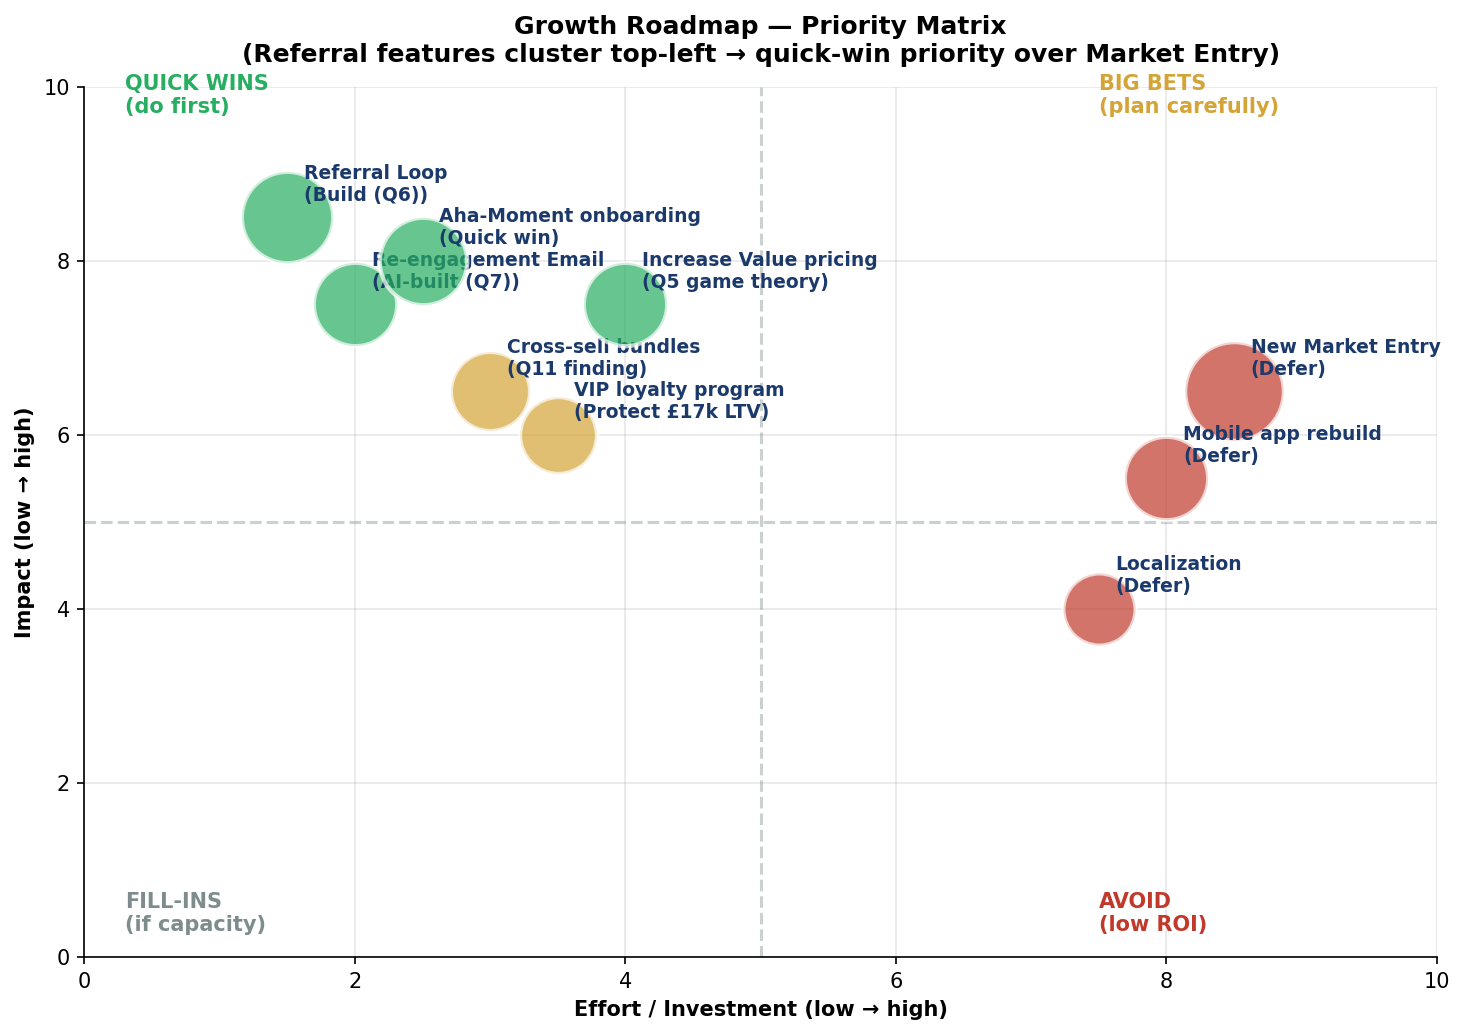 Growth Roadmap — Priority Matrix
(Referral features cluster top-left → quick-win priority over Market Entry)
QUICK WINS
(do first)
BIG BETS
(plan carefully)
Referral Loop
(Build (Q6))
Aha-Moment onboarding
(Quick win)
Re-engagement Email
(AI-built (Q7))
Increase Value pricing
(Q5 game theory)
Cross-sell bundles
(Q11 finding)
VIP loyalty program
(Protect £17k LTV)
New Market Entry
(Defer)
Mobile app rebuild
(Defer)
Localization
(Defer)
FILL-INS
(if capacity)
AVOID
(low ROI)
Impact (low → high)
10
8
6
4
2
0
0 2 4 6 8 10
Effort / Investment (low → high)